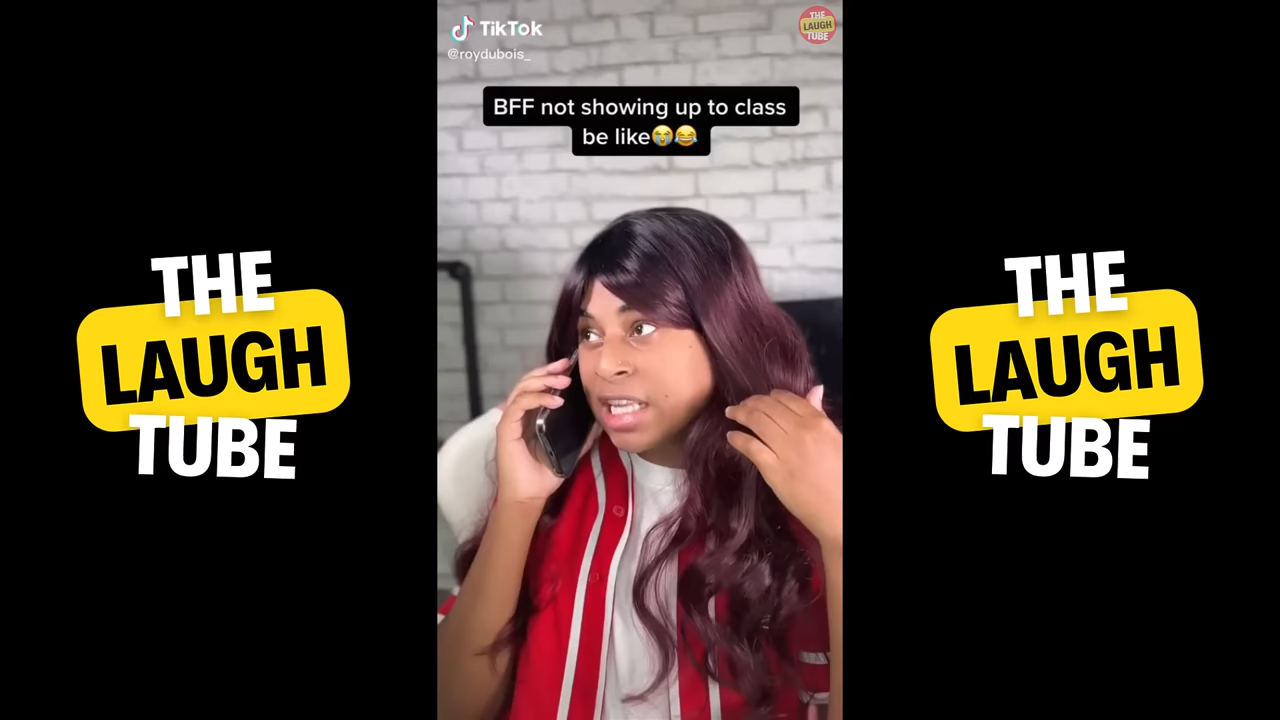 TikTok
@roydubois_
THE
LAUGH
TUBE
BFF not showing up to class
be like😭😂
THE
LAUGH
TUBE
THE
LAUGH
TUBE